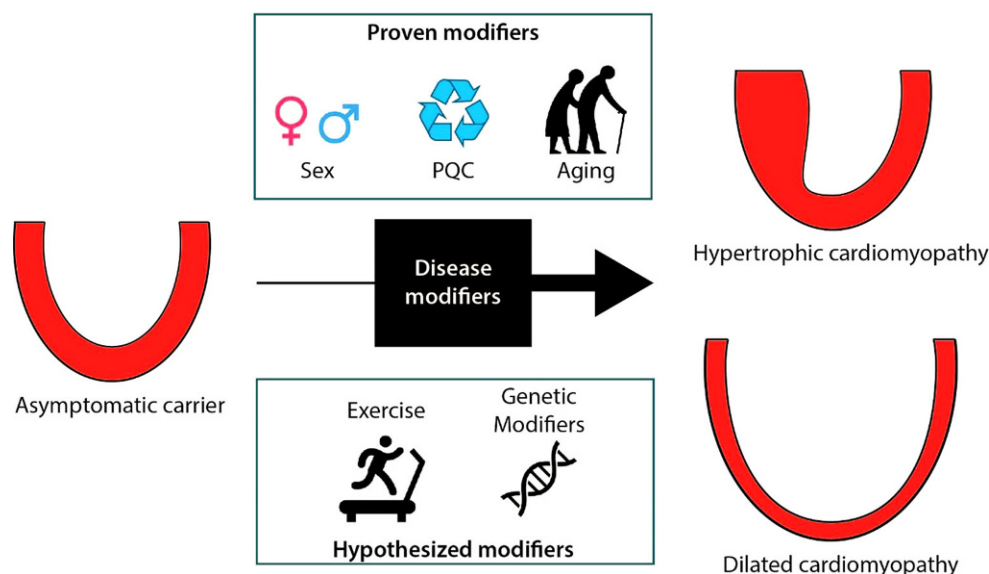 Proven modifiers
Sex
PQC
Aging
Hypertrophic cardiomyopathy
Disease
modifiers
Asymptomatic carrier
Exercise
Genetic
Modifiers
Hypothesized modifiers
Dilated cardiomyopathy